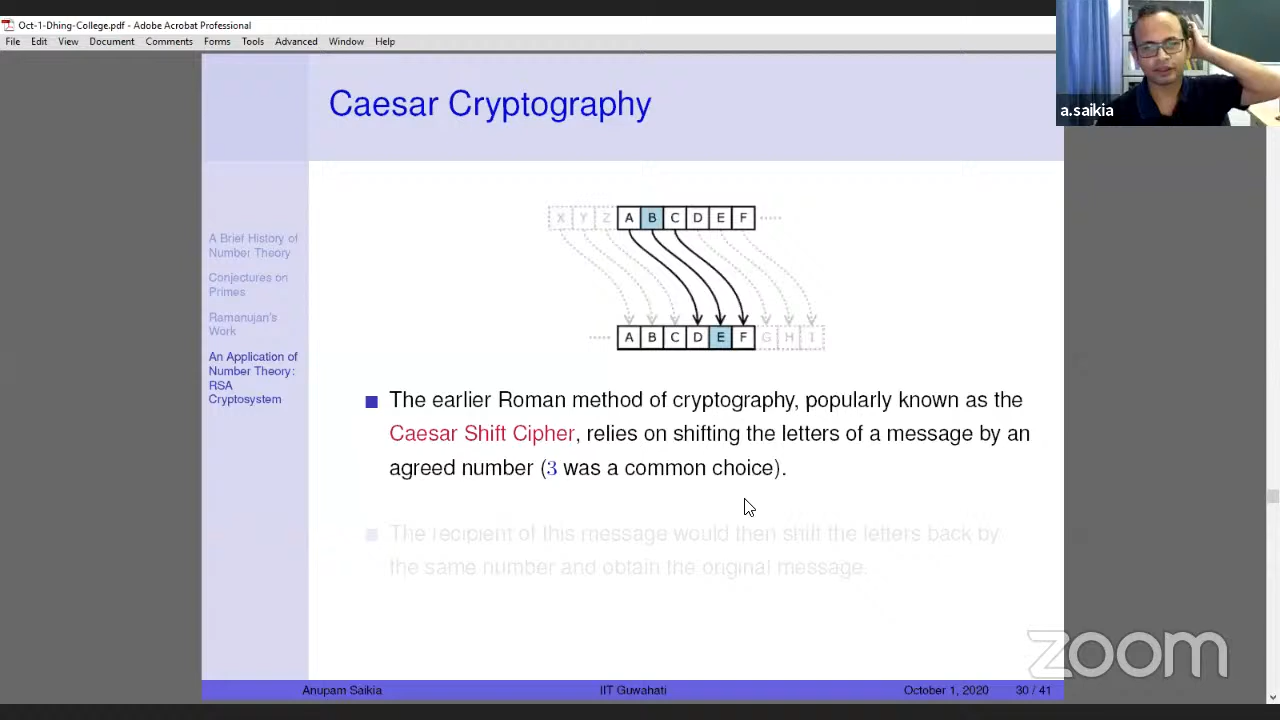 Oct-1-Dhing-College.pdf - Adobe Acrobat Professional
File Edit View Document Comments Forms Tools Advanced Window Help
a.saikia
Caesar Cryptography
X Y Z A B C D E F .....
..... A B C D E F G H I
A Brief History of
Number Theory
Conjectures on
Primes
Ramanujan's
Work
An Application of
Number Theory:
RSA
Cryptosystem
The earlier Roman method of cryptography, popularly known as the
Caesar Shift Cipher, relies on shifting the letters of a message by an
agreed number (3 was a common choice).
The recipient of this message would then shift the letters back by
the same number and obtain the original message.
zoom
Anupam Saikia IIT Guwahati October 1, 2020 30 / 41